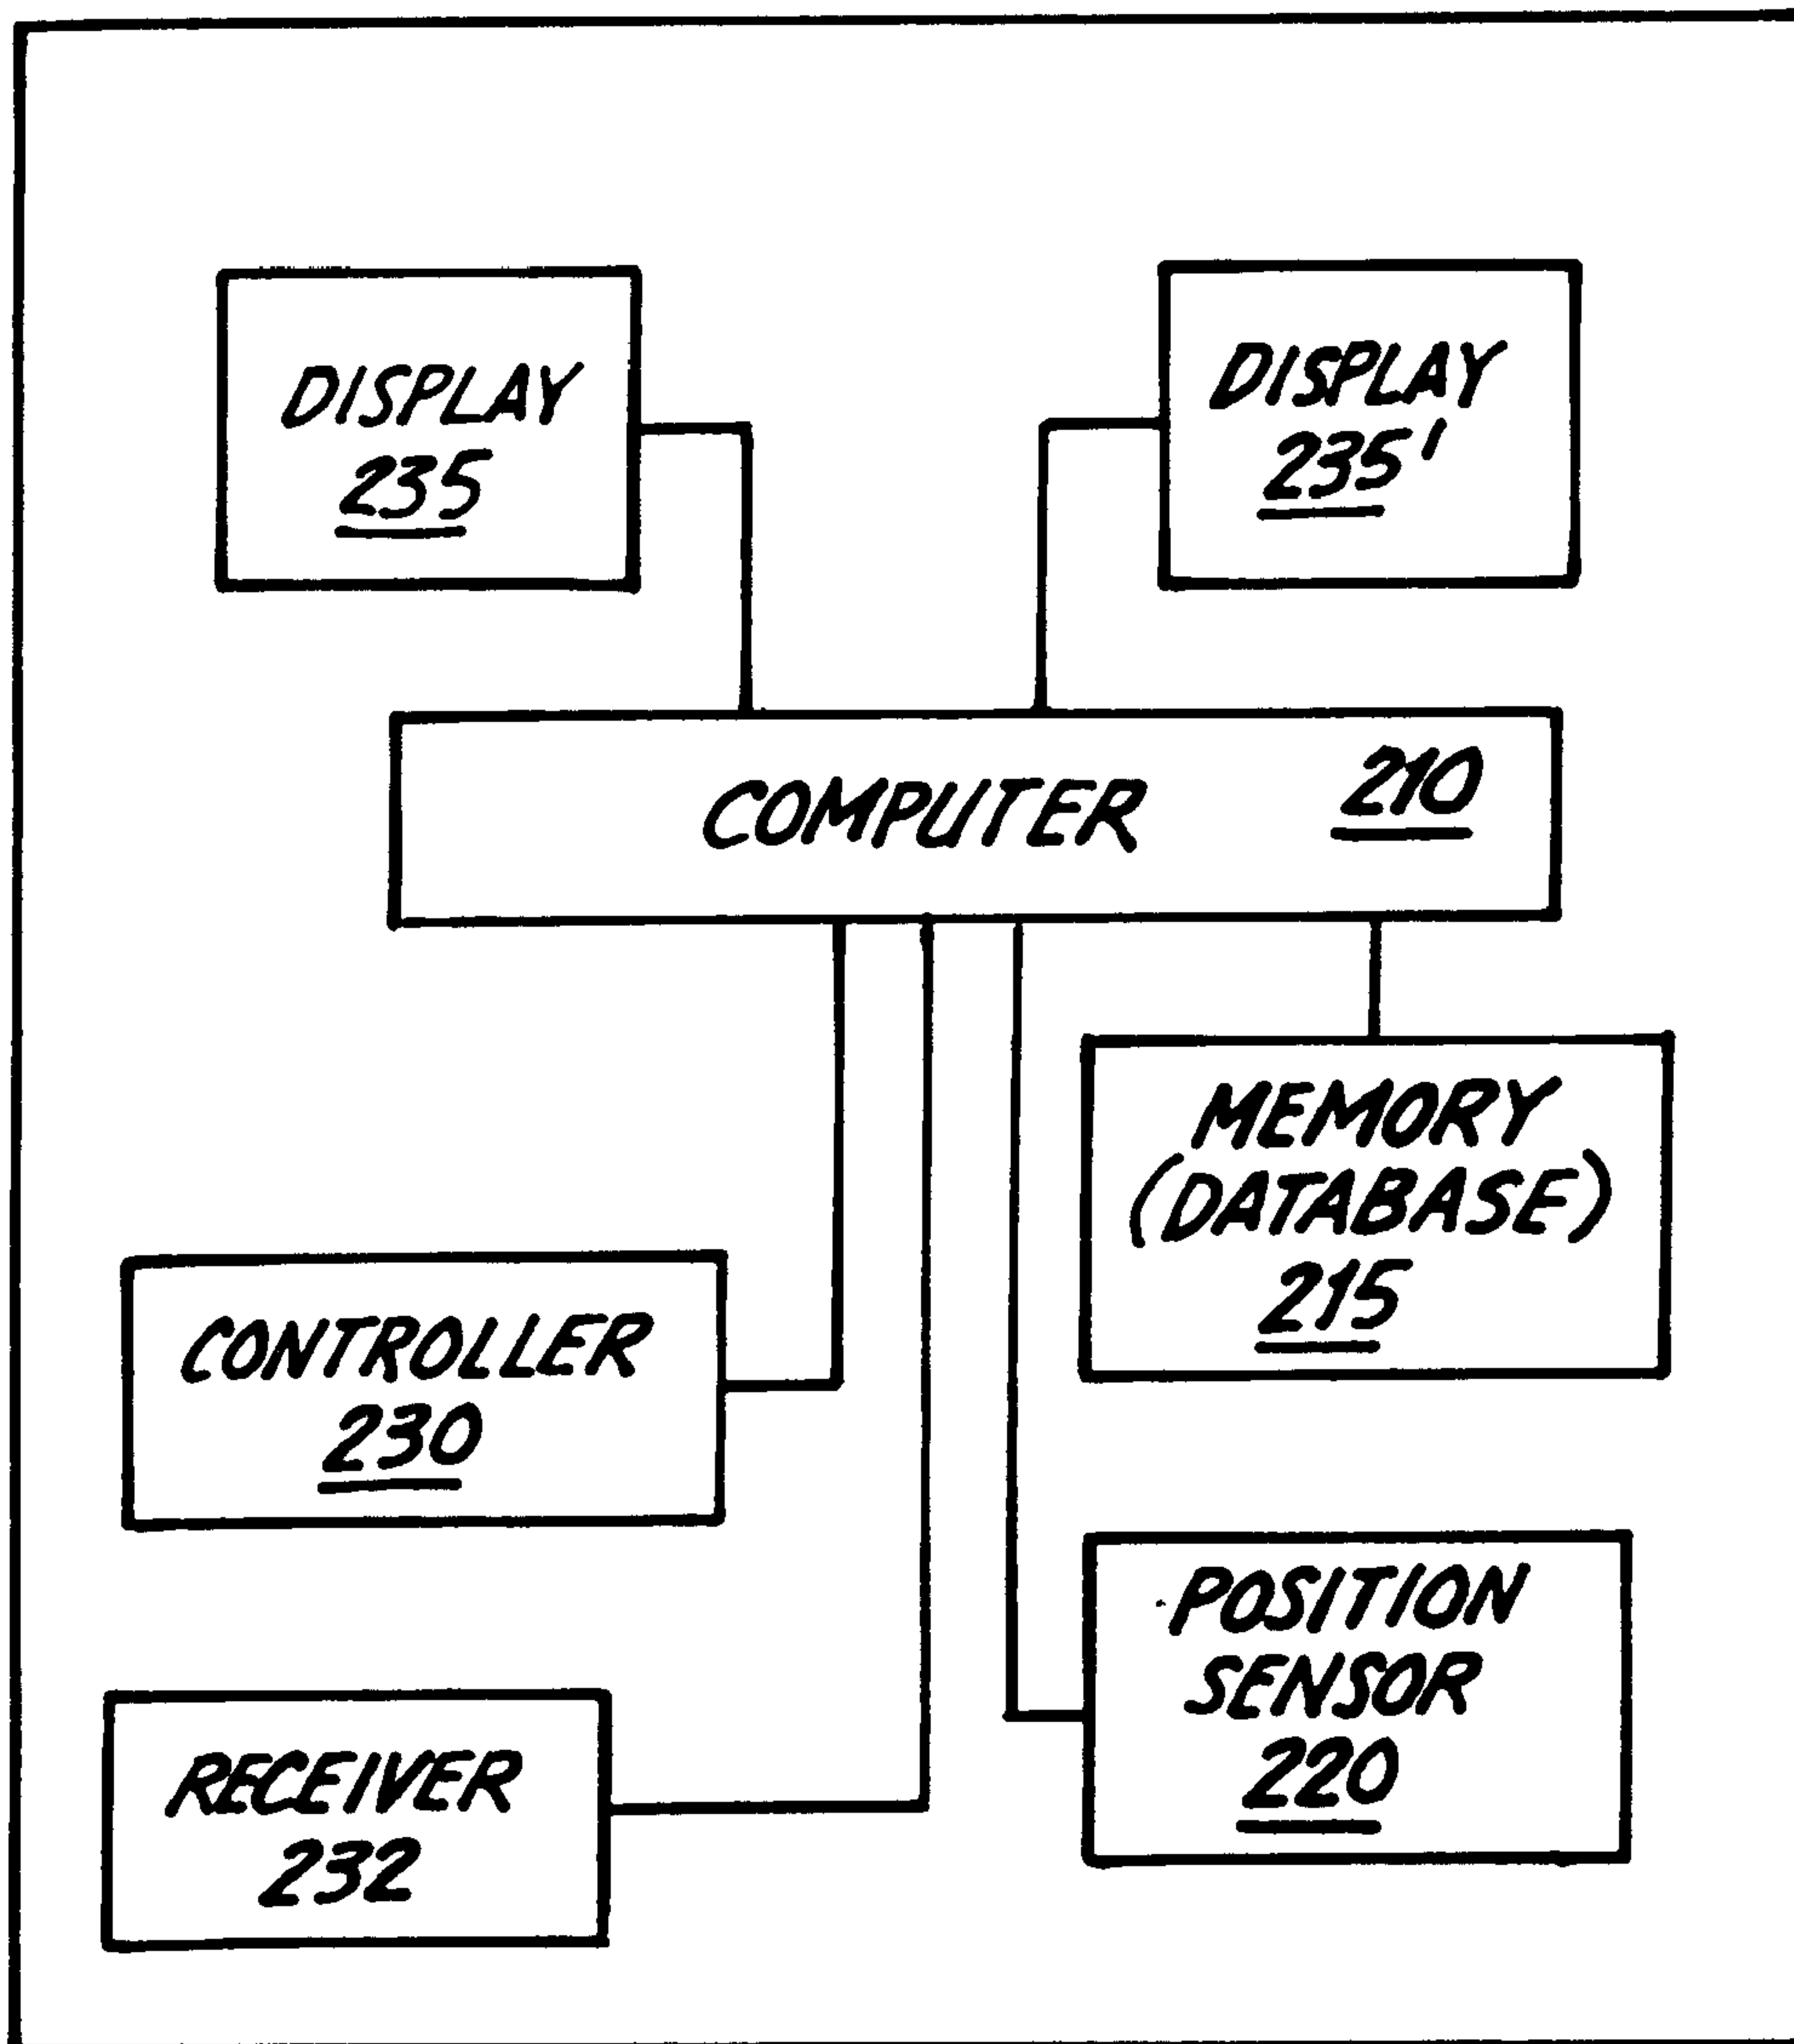 DISPLAY
235
DISPLAY
235'
COMPUTER 210
MEMORY
(DATABASE)
215
CONTROLLER
230
POSITION
SENSOR
220
RECEIVER
232